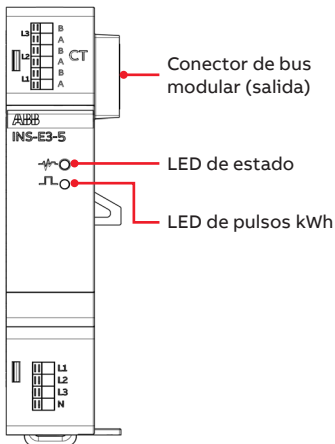 L3
B
A
L2
B
A
CT
L1
B
A
Conector de bus
modular (salida)
ABB
INS-E3-5
LED de estado
LED de pulsos kWh
L1
L2
L3
N